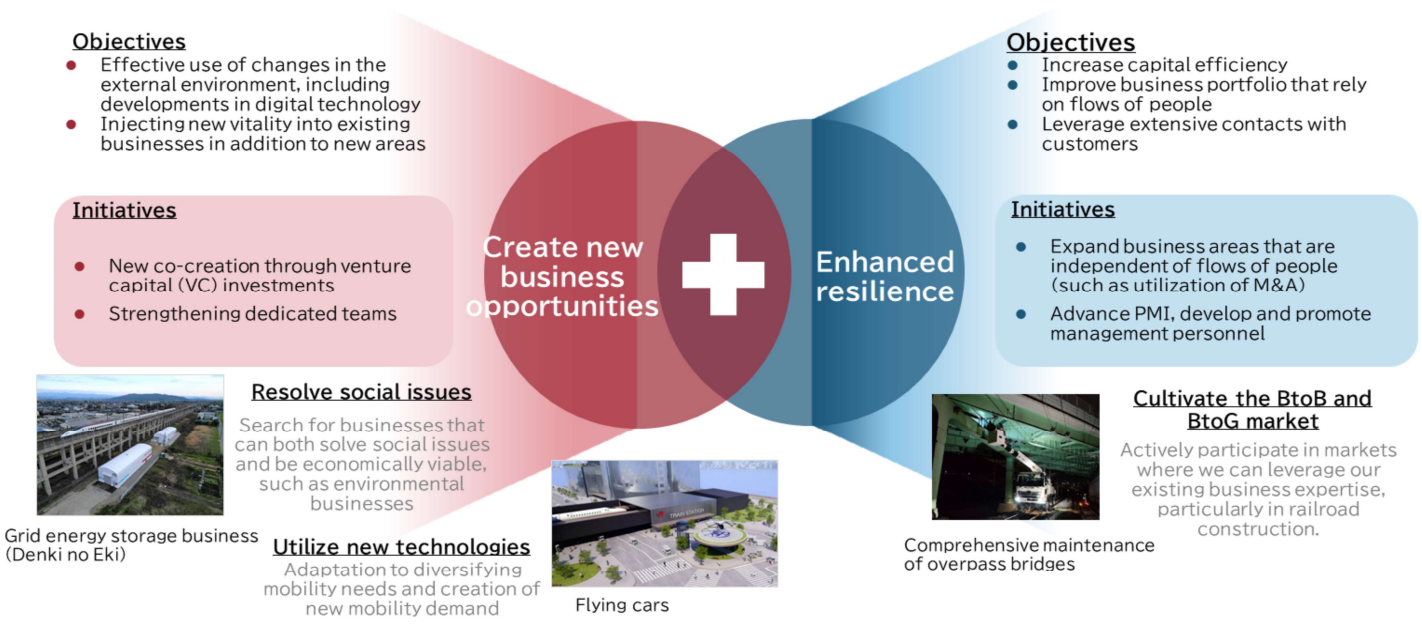 Objectives
● Effective use of changes in the
external environment, including
developments in digital technology
● Injecting new vitality into existing
businesses in addition to new areas
Initiatives
● New co-creation through venture
capital (VC) investments
● Strengthening dedicated teams
Create new
business
opportunities
Enhanced
resilience
Objectives
● Increase capital efficiency
● Improve business portfolio that rely
on flows of people
● Leverage extensive contacts with
customers
Initiatives
● Expand business areas that are
independent of flows of people
(such as utilization of M&A)
● Advance PMI, develop and promote
management personnel
Resolve social issues
Search for businesses that
can both solve social issues
and be economically viable,
such as environmental
businesses
Grid energy storage business
(Denki no Eki)
Utilize new technologies
Adaptation to diversifying
mobility needs and creation of
new mobility demand
Flying cars
Comprehensive maintenance
of overpass bridges
Cultivate the BtoB and
BtoG market
Actively participate in markets
where we can leverage our
existing business expertise,
particularly in railroad
construction.